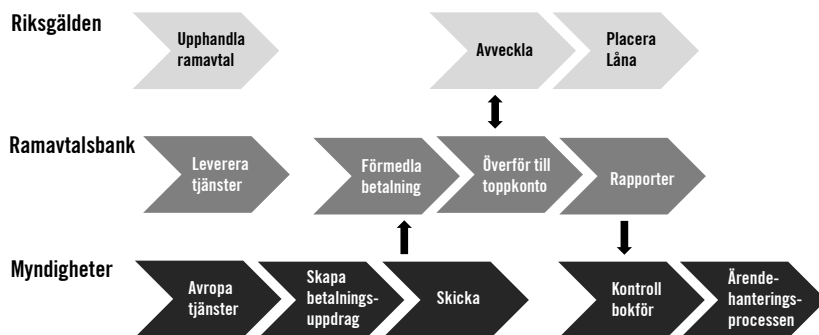 Riksgälden
Upphandla
ramavtal
Avveckla
Placera
Låna
Ramavtalsbank
Leverera
tjänster
Förmedla
betalning
Överför till
toppkonto
Rapporter
Myndigheter
Avropa
tjänster
Skapa
betalnings-
uppdrag
Skicka
Kontroll
bokför
Ärende-
hanterings-
processen